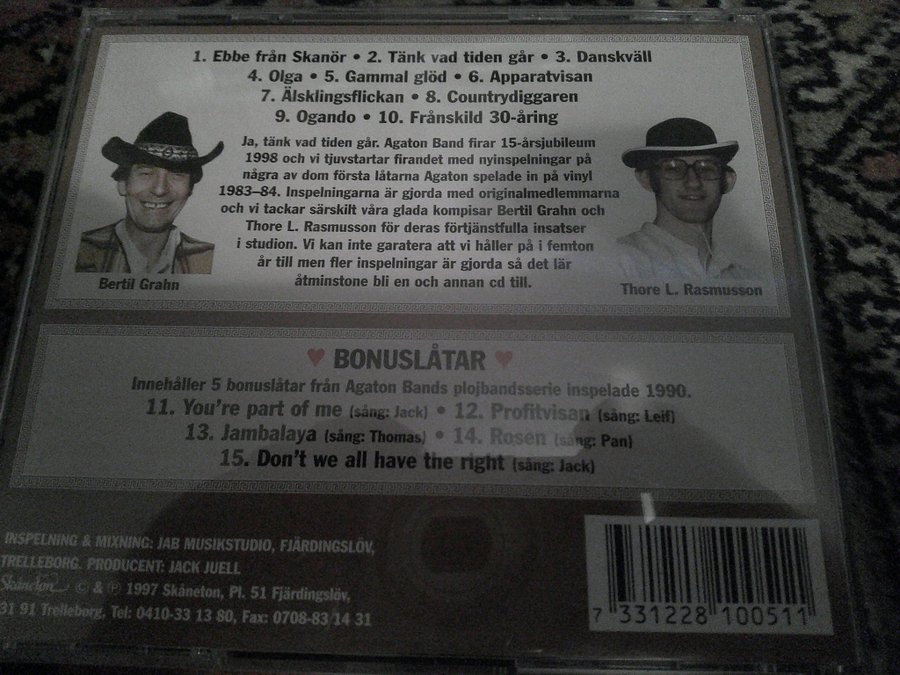 1. Ebbe från Skanör • 2. Tänk vad tiden går • 3. Danskväll
4. Olga • 5. Gammal glöd • 6. Apparatvisan
7. Älsklingsflickan • 8. Countrydiggaren
9. Ogando • 10. Frånskild 30-åring
Ja, tänk vad tiden går. Agaton Band firar 15-årsjubileum
1998 och vi tjuvstartar firandet med nyinspelningar på
några av dom första låtarna Agaton spelade in på vinyl
1983–84. Inspelningarna är gjorda med originalmedlemmarna
och vi tackar särskilt våra glada kompisar Bertil Grahn och
Thore L. Rasmusson för deras förtjänstfulla insatser
i studion. Vi kan inte garatera att vi håller på i femton
år till men fler inspelningar är gjorda så det lär
åtminstone bli en och annan cd till.
Bertil Grahn
Thore L. Rasmusson
♥ BONUSLÅTAR ♥
Innehåller 5 bonuslåtar från Agaton Bands plojbandsserie inspelade 1990.
11. You're part of me (sång: Jack) • 12. Profitvisan (sång: Leif)
13. Jambalaya (sång: Thomas) • 14. Rosen (sång: Pan)
15. Don't we all have the right (sång: Jack)
INSPELNING & MIXNING: JAB MUSIKSTUDIO, FJÄRDINGSLÖV,
TRELLEBORG. PRODUCENT: JACK JUELL
Skåneton © & ℗ 1997 Skåneton, Pl. 51 Fjärdingslöv,
31 91 Trelleborg, Tel: 0410-33 13 80, Fax: 0708-83 14 31
7 331228 100511